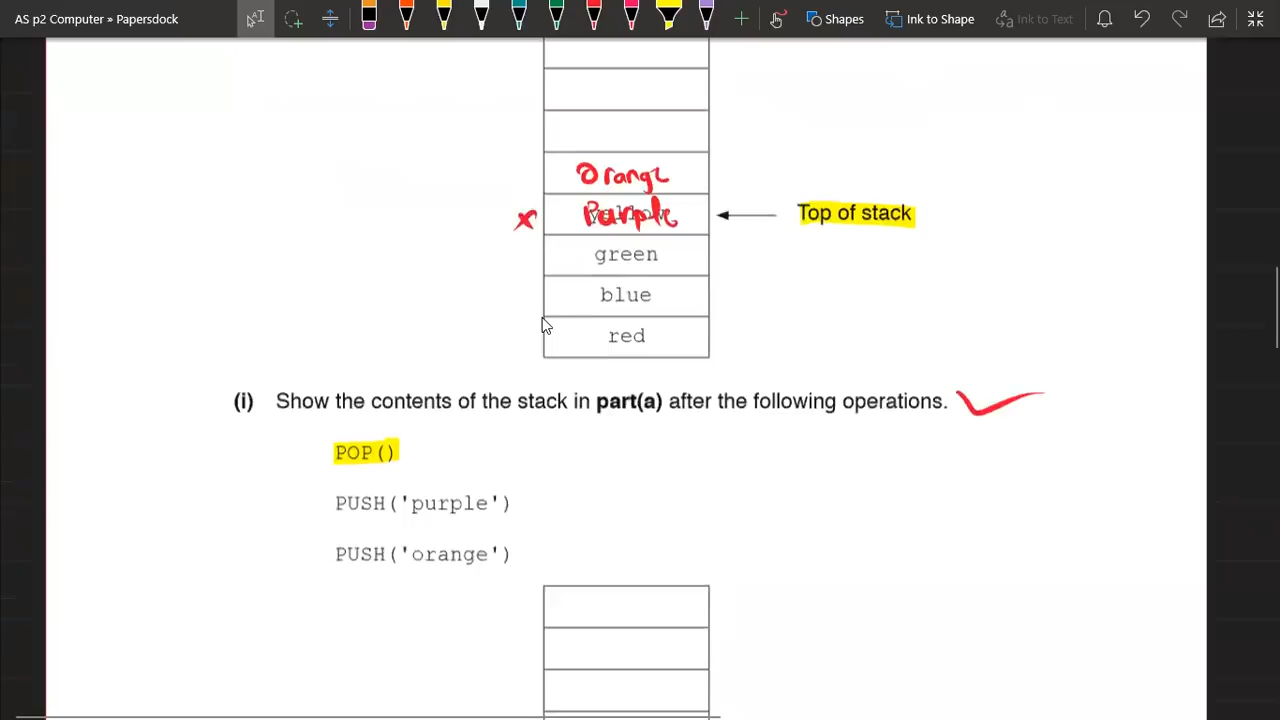 AS p2 Computer » Papersdock
Shapes
Ink to Shape
Ink to Text
Orange
x Purple
Top of stack
green
blue
red
(i) Show the contents of the stack in part(a) after the following operations.
POP()
PUSH('purple')
PUSH('orange')